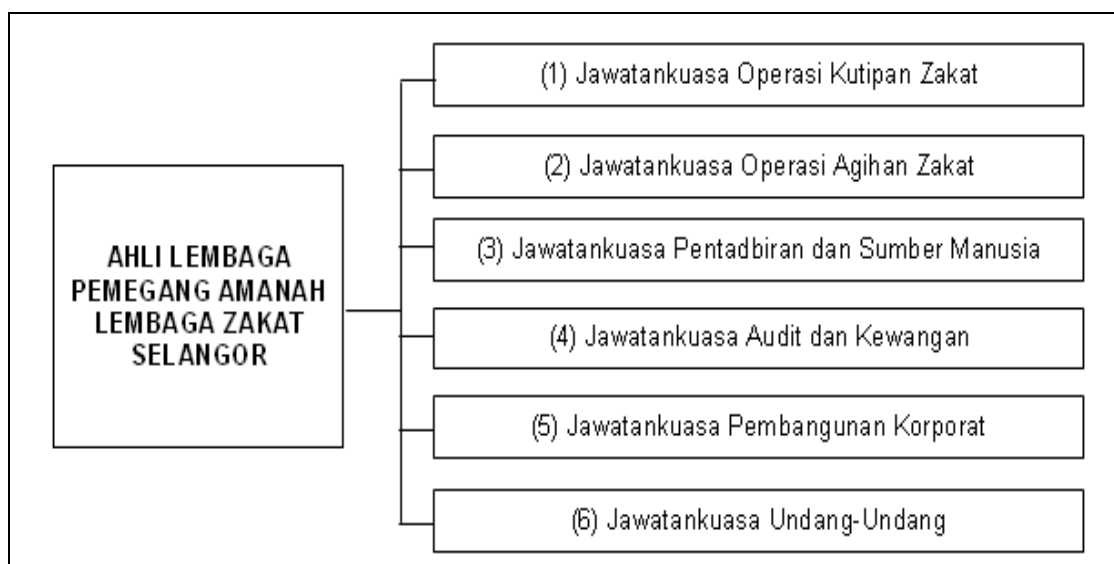 AHLI LEMBAGA
PEMEGANG AMANAH
LEMBAGA ZAKAT
SELANGOR
(1) Jawatankuasa Operasi Kutipan Zakat
(2) Jawatankuasa Operasi Agihan Zakat
(3) Jawatankuasa Pentadbiran dan Sumber Manusia
(4) Jawatankuasa Audit dan Kewangan
(5) Jawatankuasa Pembangunan Korporat
(6) Jawatankuasa Undang-Undang